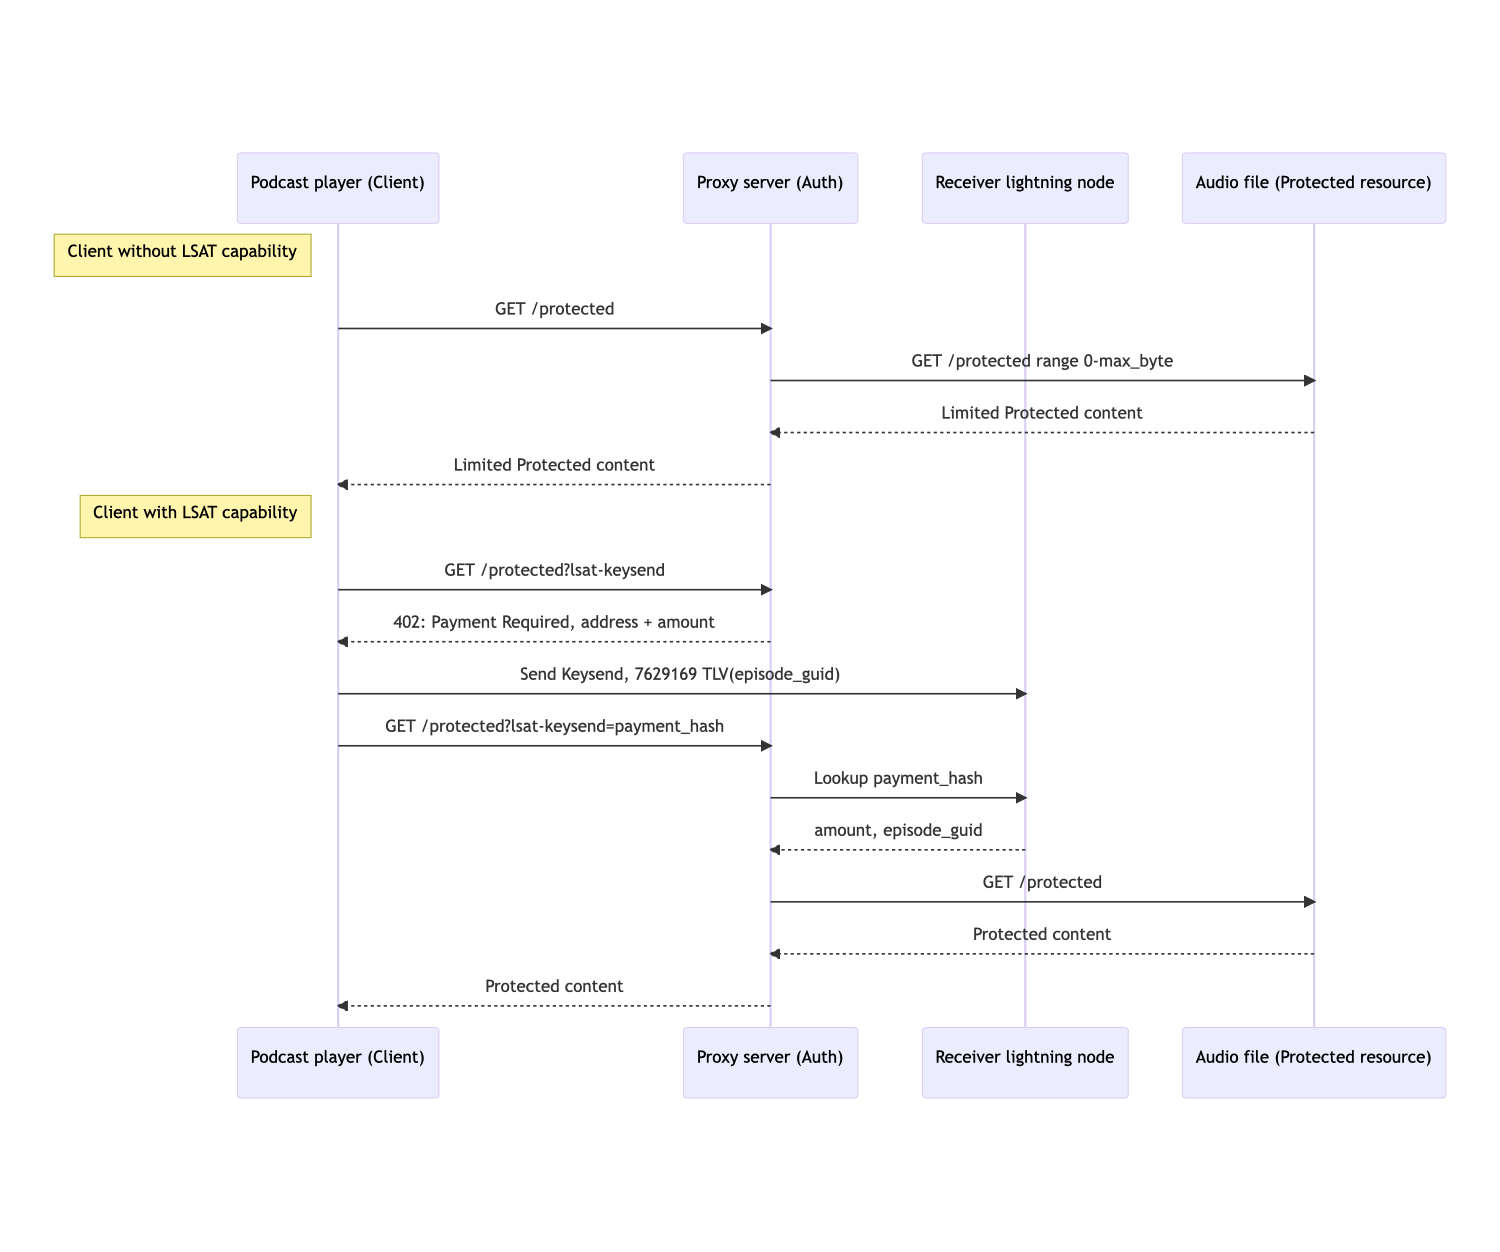 Podcast player (Client)
Proxy server (Auth)
Receiver lightning node
Audio file (Protected resource)
Client without LSAT capability
GET /protected
GET /protected range 0-max_byte
Limited Protected content
Limited Protected content
Client with LSAT capability
GET /protected?lsat-keysend
402: Payment Required, address + amount
Send Keysend, 7629169 TLV(episode_guid)
GET /protected?lsat-keysend=payment_hash
Lookup payment_hash
amount, episode_guid
GET /protected
Protected content
Protected content
Podcast player (Client)
Proxy server (Auth)
Receiver lightning node
Audio file (Protected resource)